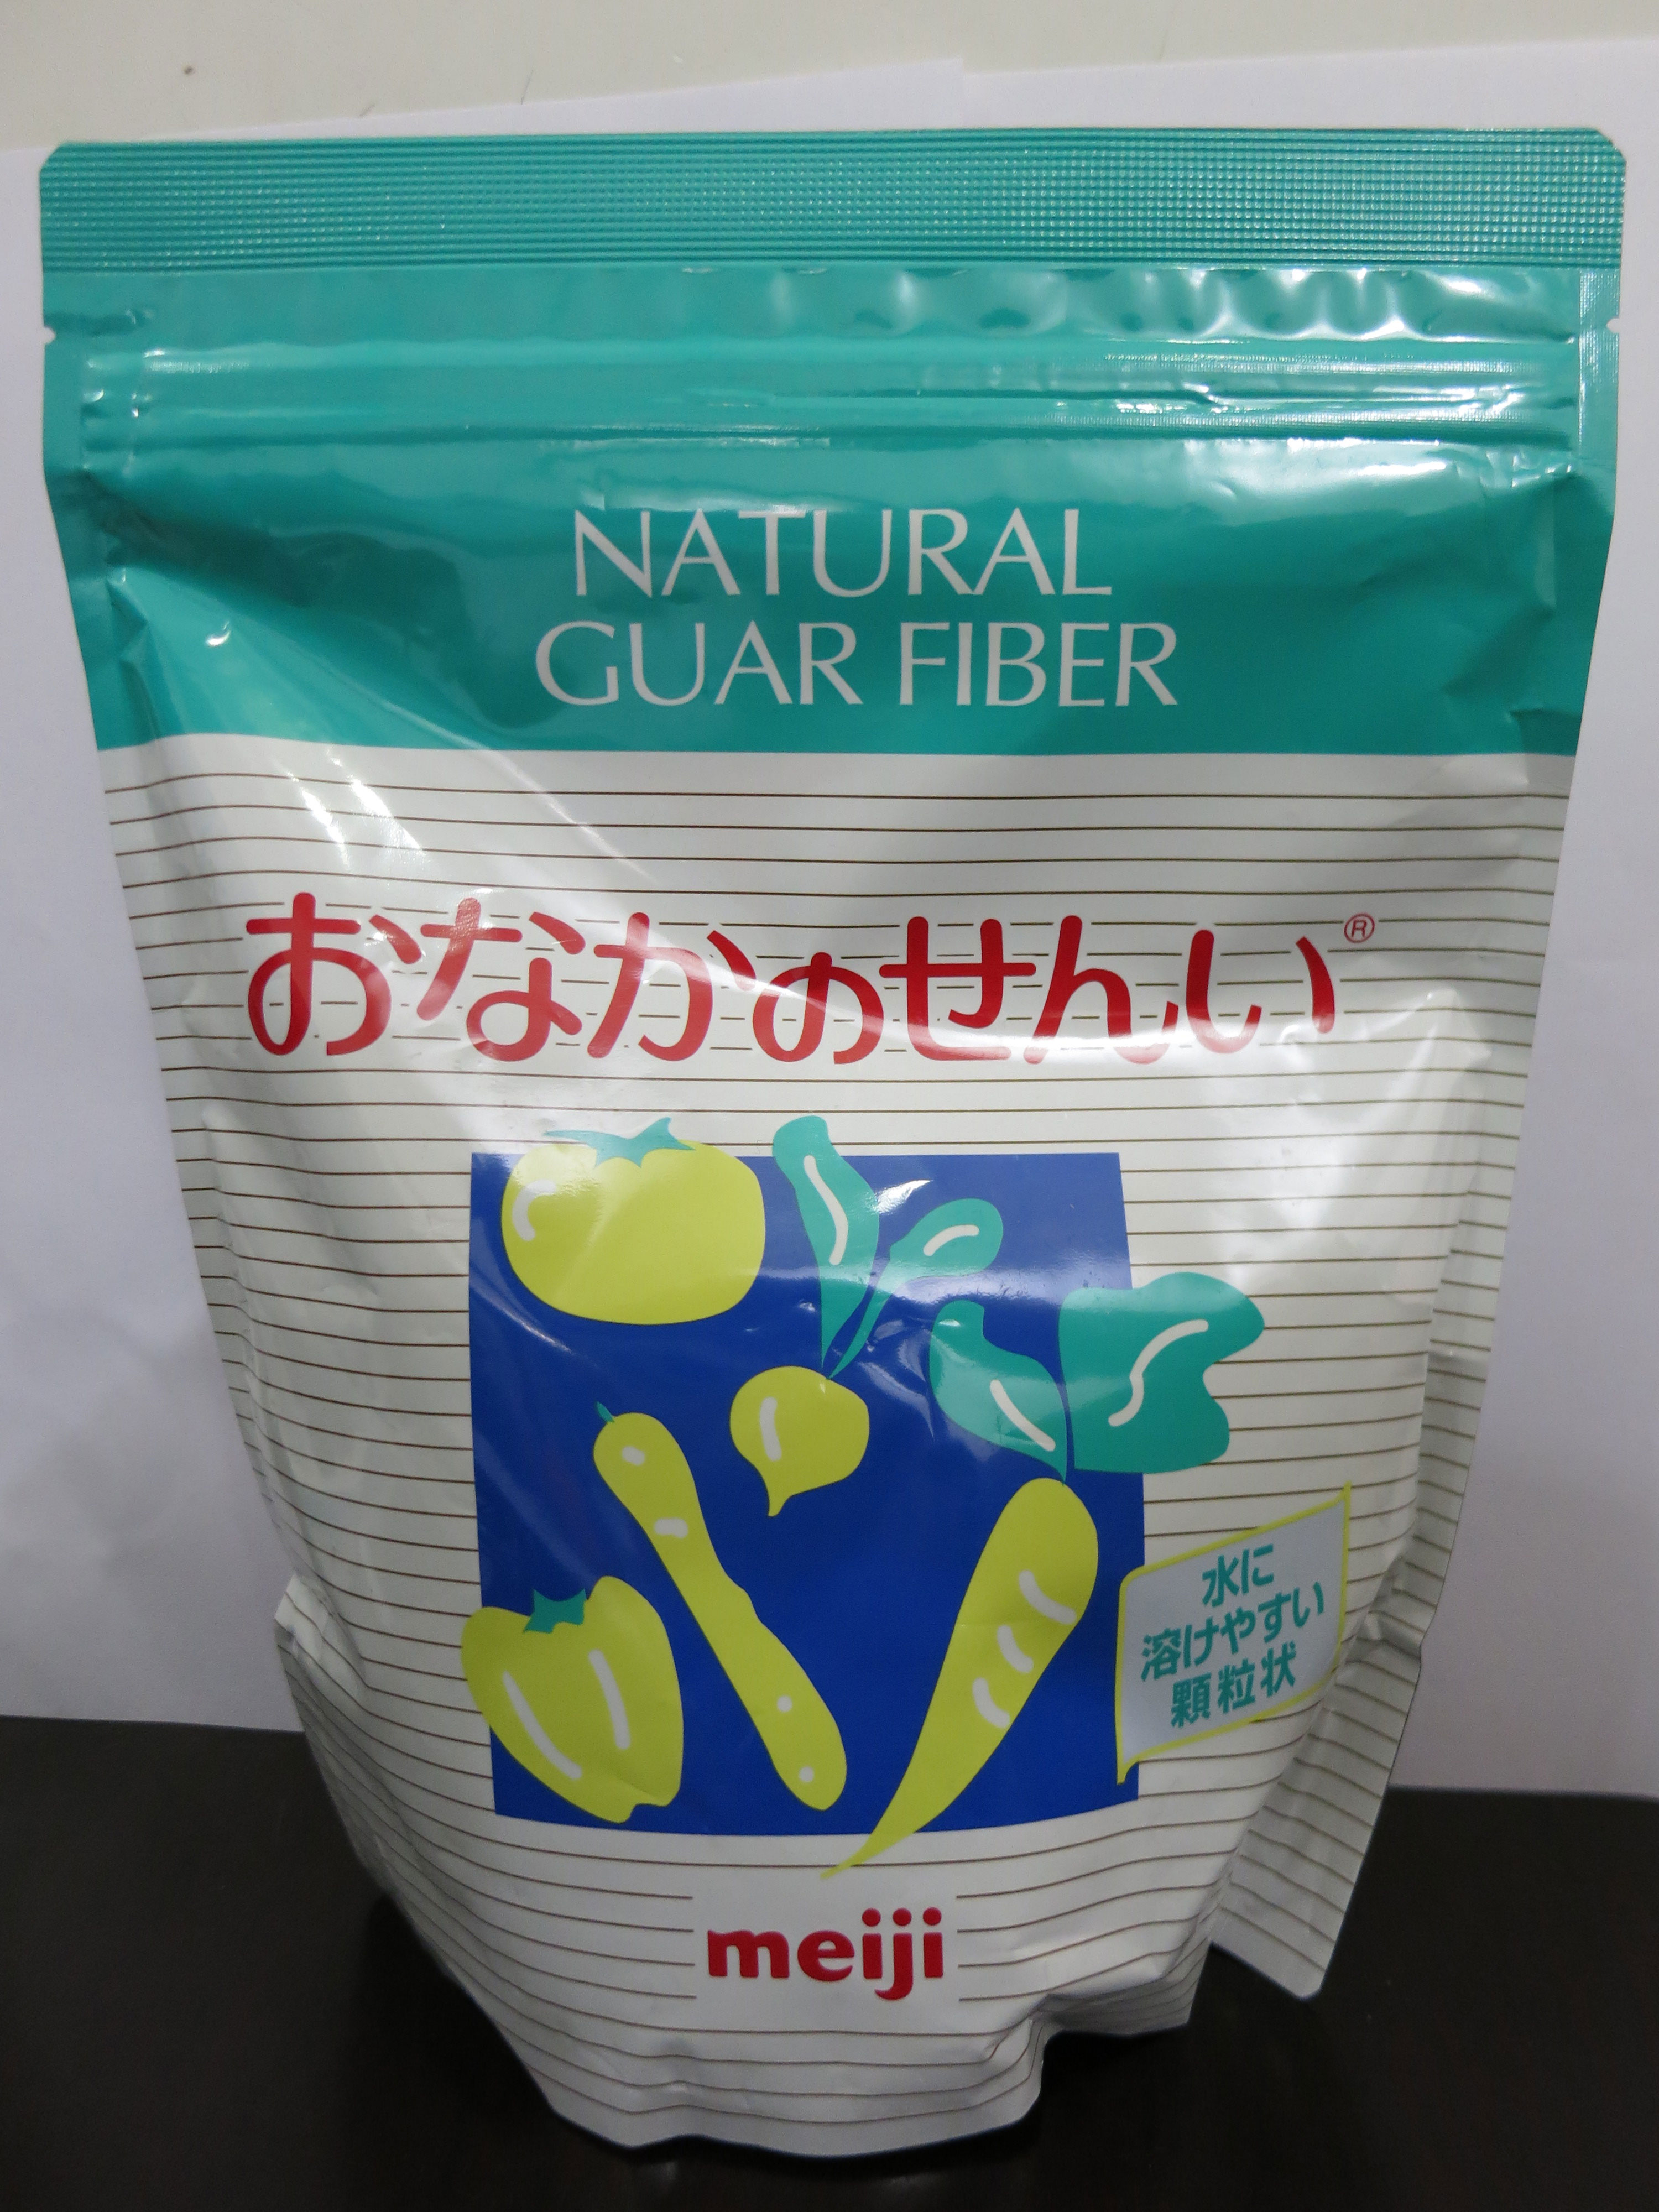 NATURAL
GUAR FIBER
おなかのせんい®
水に
溶けやすい
顆粒状
meiji